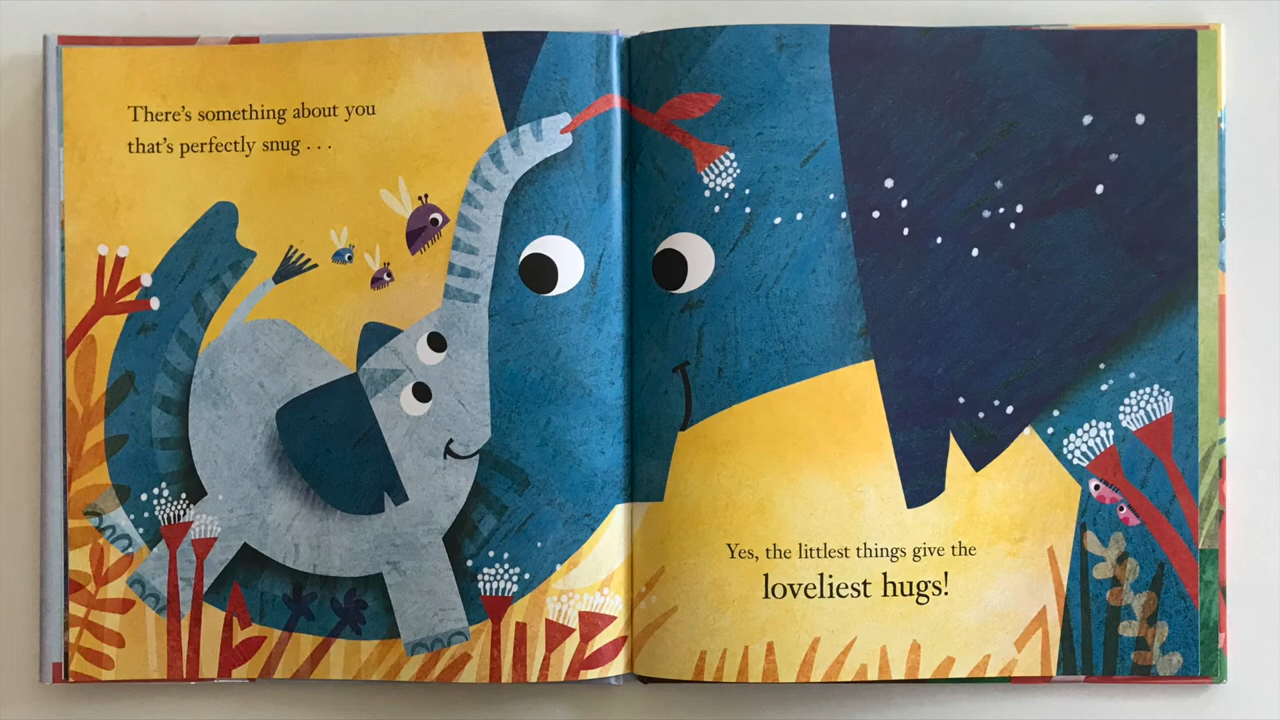 There's something about you
that's perfectly snug . . .
Yes, the littlest things give the
loveliest hugs!